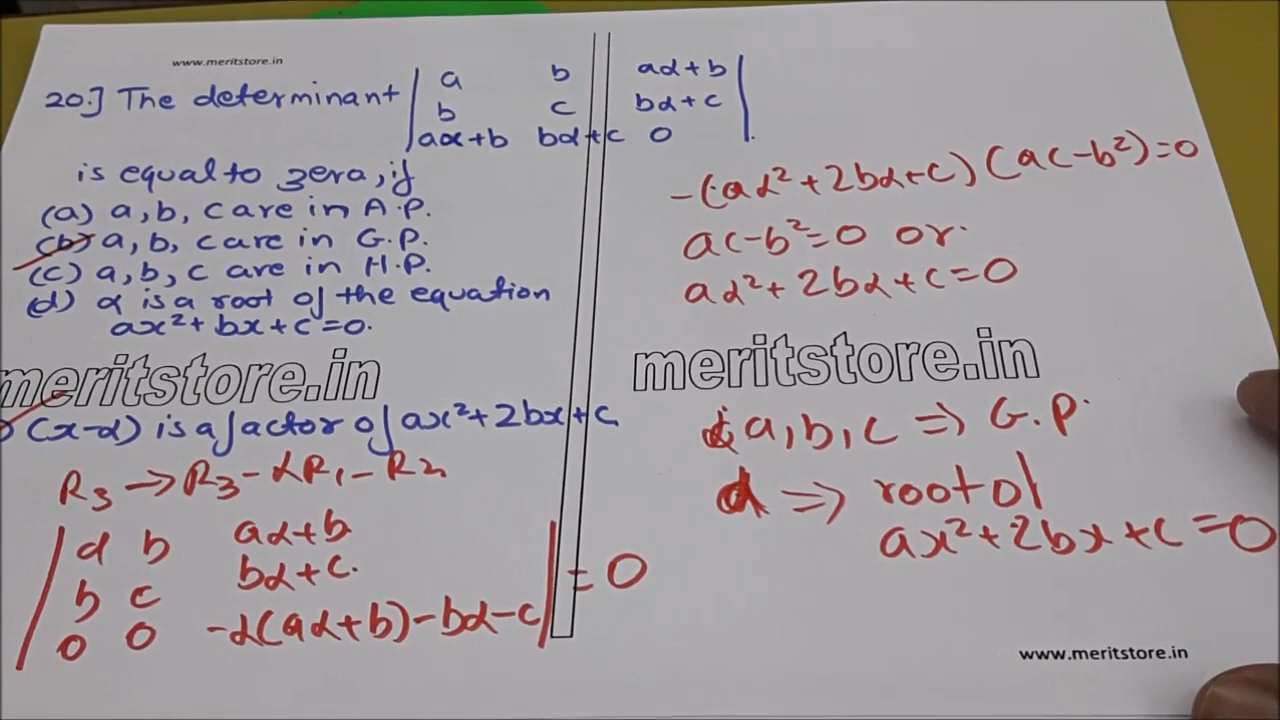 www.meritstore.in
20.] The determinant | a b aα+b |
| b c bα+c |
| aα+b bα+c 0 |
is equal to zero, if
(a) a, b, c are in A.P.
(b) a, b, c are in G.P.
(c) a, b, c are in H.P.
(d) α is a root of the equation
ax²+bx+c=0.
meritstore.in
(x-α) is a factor of ax²+2bx+c
R₃ → R₃ - αR₁ - R₂
| a b aα+b |
| b c bα+c. | = 0
| 0 0 -α(aα+b)-bα-c |
-(aα²+2bα+c)(ac-b²)=0
ac-b²=0 or
aα²+2bα+c=0
meritstore.in
a, b, c ⇒ G.P.
α ⇒ root of
ax²+2bx+c=0
www.meritstore.in